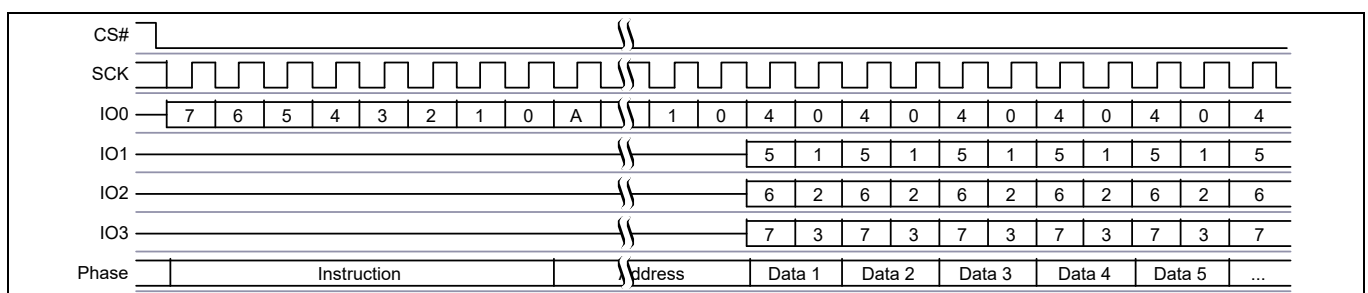 CS#
SCK
IO0 7 6 5 4 3 2 1 0 A 1 0 4 0 4 0 4 0 4 0 4 0 4
IO1 5 1 5 1 5 1 5 1 5 1 5
IO2 6 2 6 2 6 2 6 2 6 2 6
IO3 7 3 7 3 7 3 7 3 7 3 7
Phase Instruction Address Data 1 Data 2 Data 3 Data 4 Data 5 ...